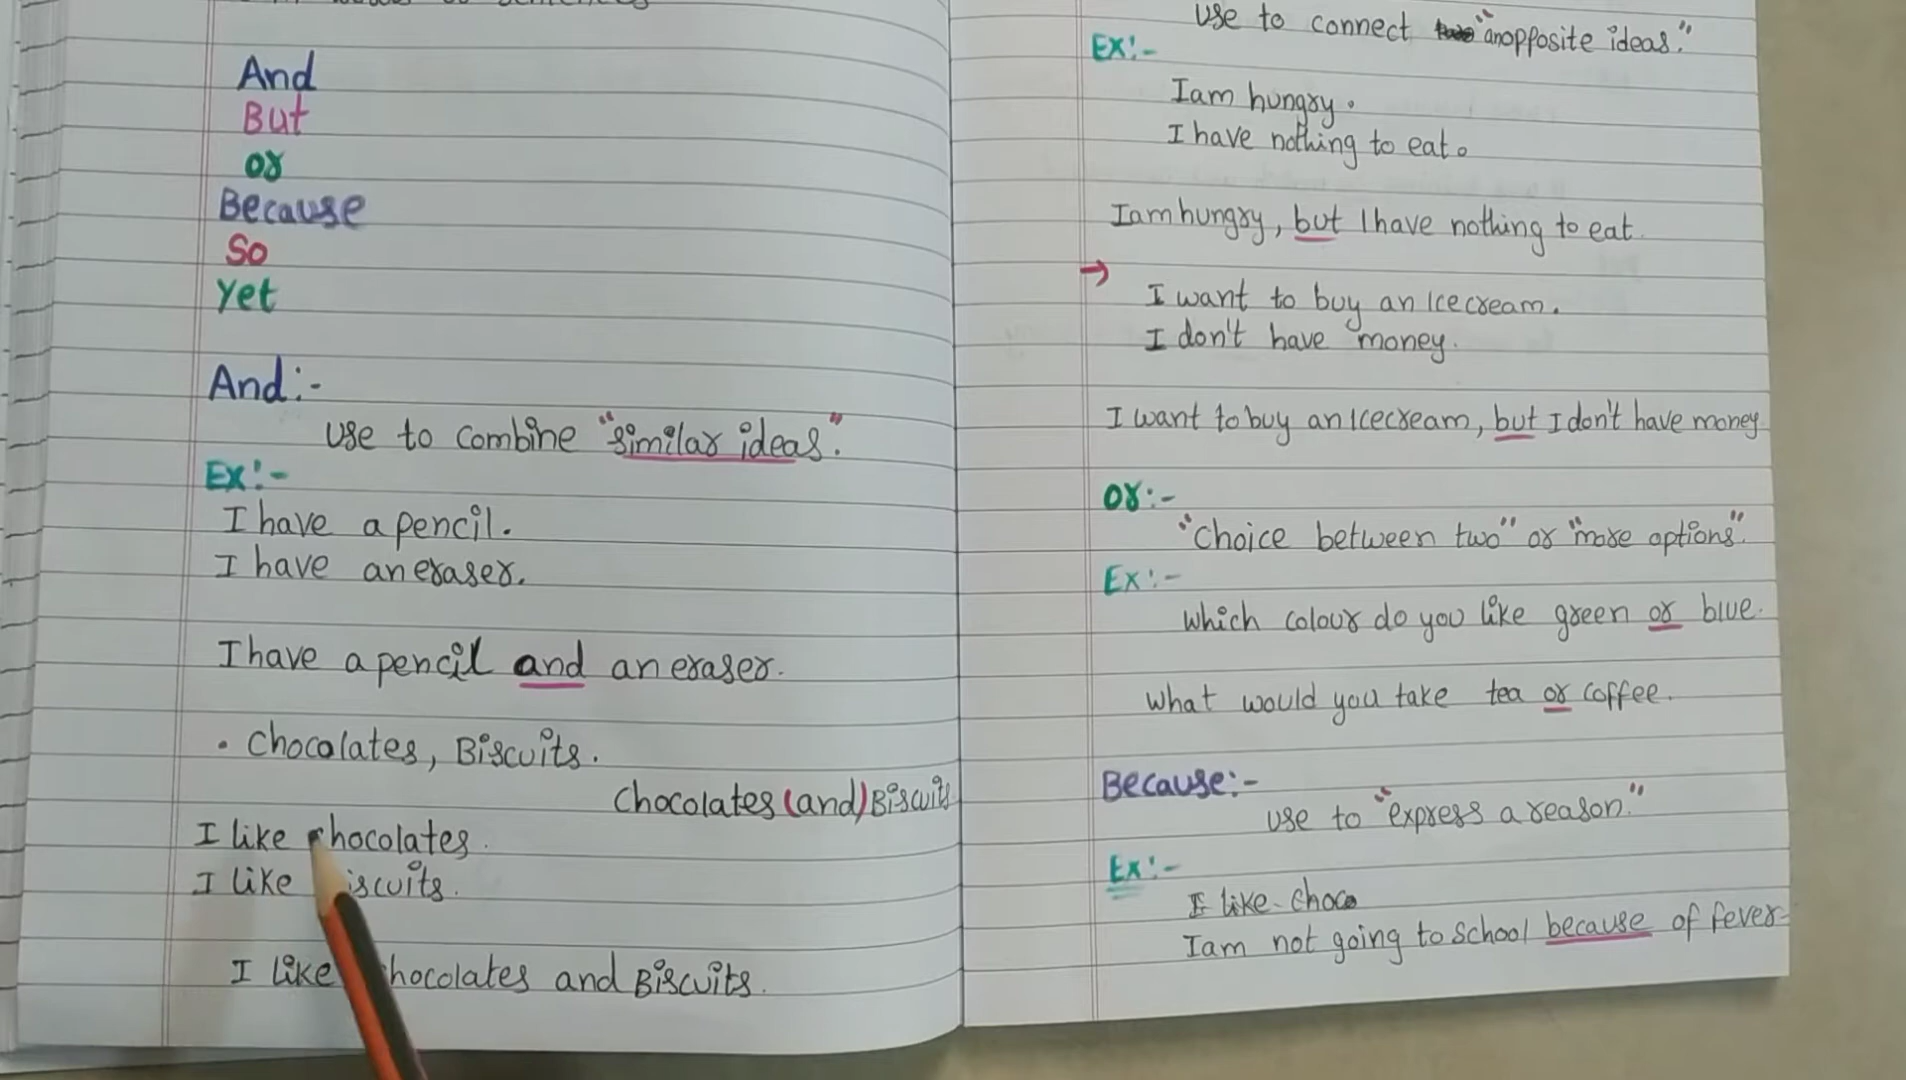 And
But
or
Because
So
Yet
And:-
use to combine "similar ideas".
Ex:-
I have a pencil.
I have an eraser.
I have a pencil and an eraser.
• Chocolates, Biscuits.
Chocolates (and) Biscuits
I like chocolates.
I like iscuits.
I like hocolates and Biscuits.
use to connect "anopposite ideas."
Ex:-
I am hungry.
I have nothing to eat.
I am hungry, but I have nothing to eat.
→
I want to buy an Icecream.
I don't have money.
I want to buy an Icecream, but I don't have money.
or:-
"Choice between two" or "more options".
Ex:-
Which colour do you like green or blue.
What would you take tea or coffee.
Because:-
use to "express a reason."
Ex:-
I like choco
I am not going to school because of fever